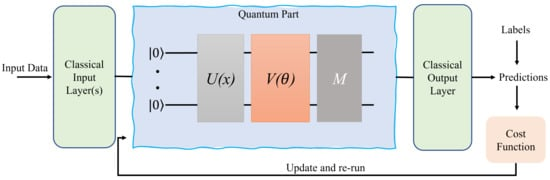 Quantum Part
Labels
Input Data
Classical
Input
Layer(s)
|0⟩
|0⟩
U(x)
V(θ)
M
Classical
Output
Layer
Predictions
Cost
Function
Update and re-run